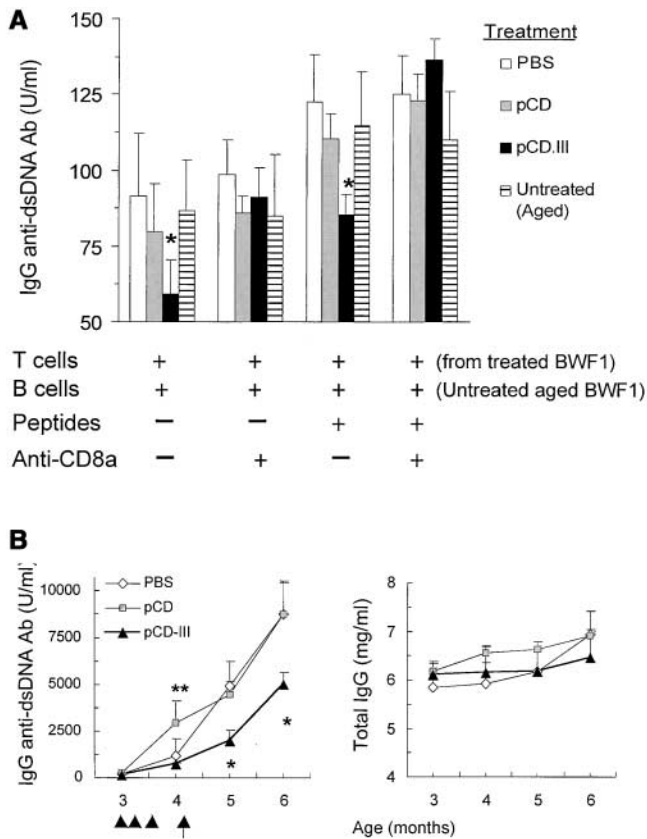 A
IgG anti-dsDNA Ab (U/ml)
150
125
100
75
50
*
*
Treatment
PBS
pCD
pCD.III
Untreated
(Aged)
T cells + + + + (from treated BWF1)
B cells + + + + (Untreated aged BWF1)
Peptides − − + +
Anti-CD8a − + − +
B
IgG anti-dsDNA Ab (U/ml)
10000
7500
5000
2500
0
PBS
pCD
pCD-III
**
*
*
3 4 5 6
Total IgG (mg/ml)
8
7
6
5
4
3 4 5 6
Age (months)